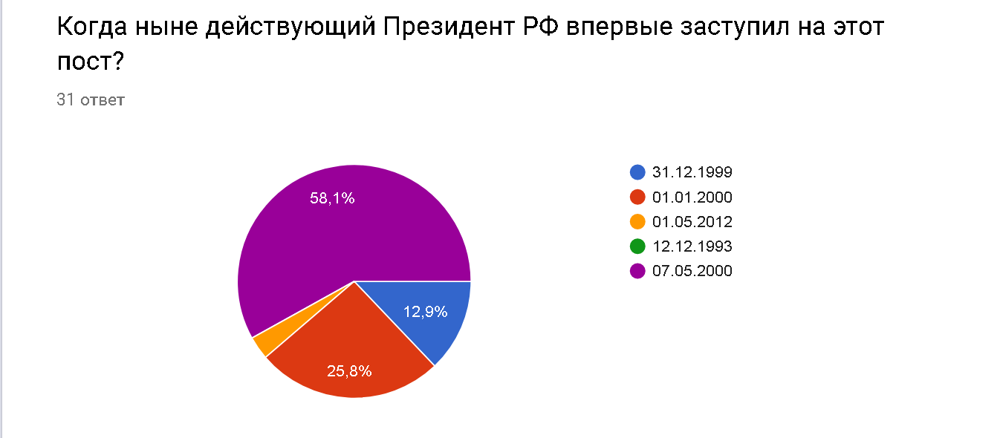 Когда ныне действующий Президент РФ впервые заступил на этот
пост?
31 ответ
58,1%
12,9%
25,8%
31.12.1999
01.01.2000
01.05.2012
12.12.1993
07.05.2000